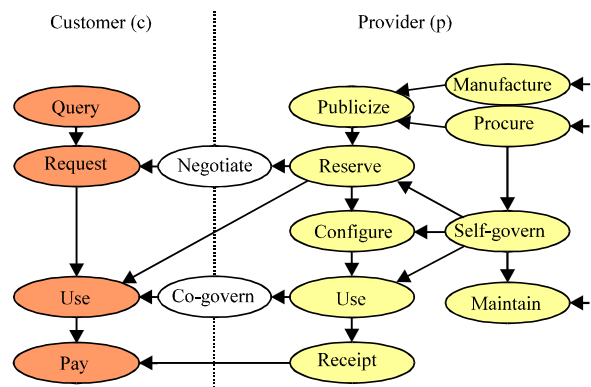 Customer (c)
Provider (p)
Manufacture
Query
Publicize
Procure
Request
Negotiate
Reserve
Configure
Self-govern
Use
Co-govern
Use
Maintain
Pay
Receipt